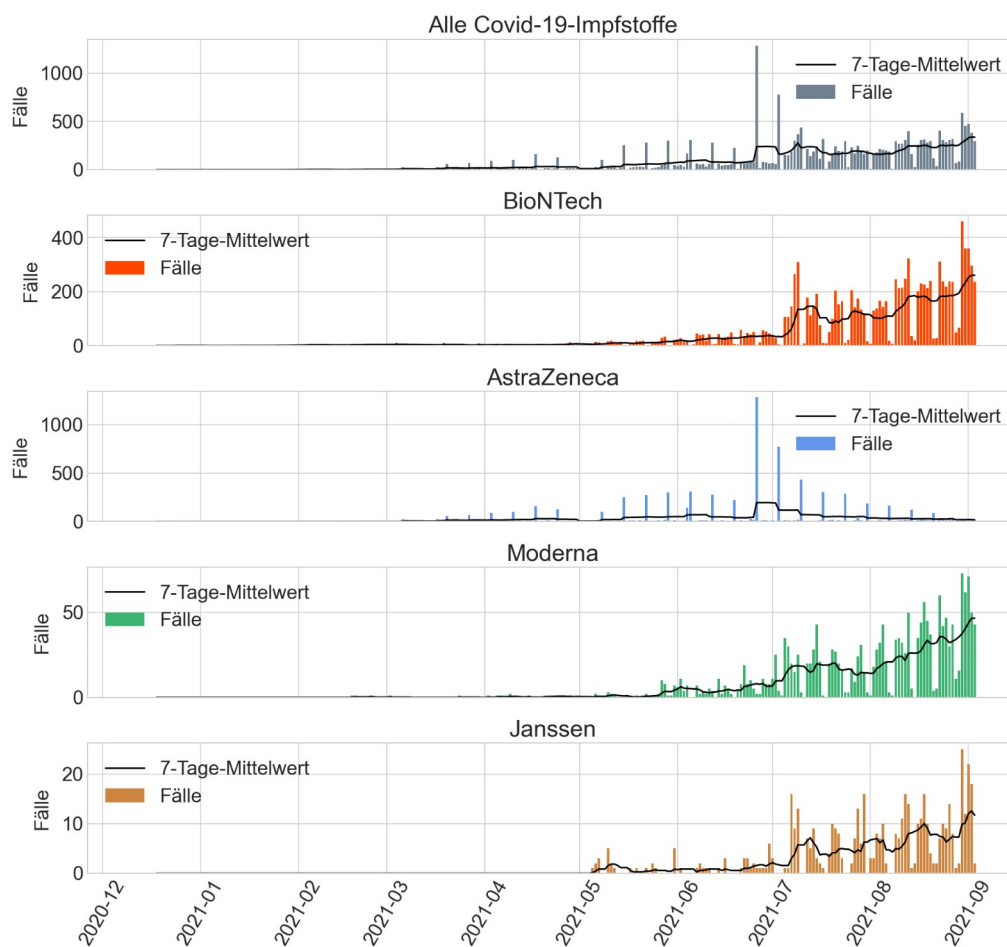 Alle Covid-19-Impfstoffe
Fälle
1000
500
0
7-Tage-Mittelwert
Fälle
BioNTech
Fälle
400
200
0
7-Tage-Mittelwert
Fälle
AstraZeneca
Fälle
1000
500
0
7-Tage-Mittelwert
Fälle
Moderna
Fälle
50
0
7-Tage-Mittelwert
Fälle
Janssen
Fälle
20
10
0
7-Tage-Mittelwert
Fälle
2020-12
2021-01
2021-02
2021-03
2021-04
2021-05
2021-06
2021-07
2021-08
2021-09